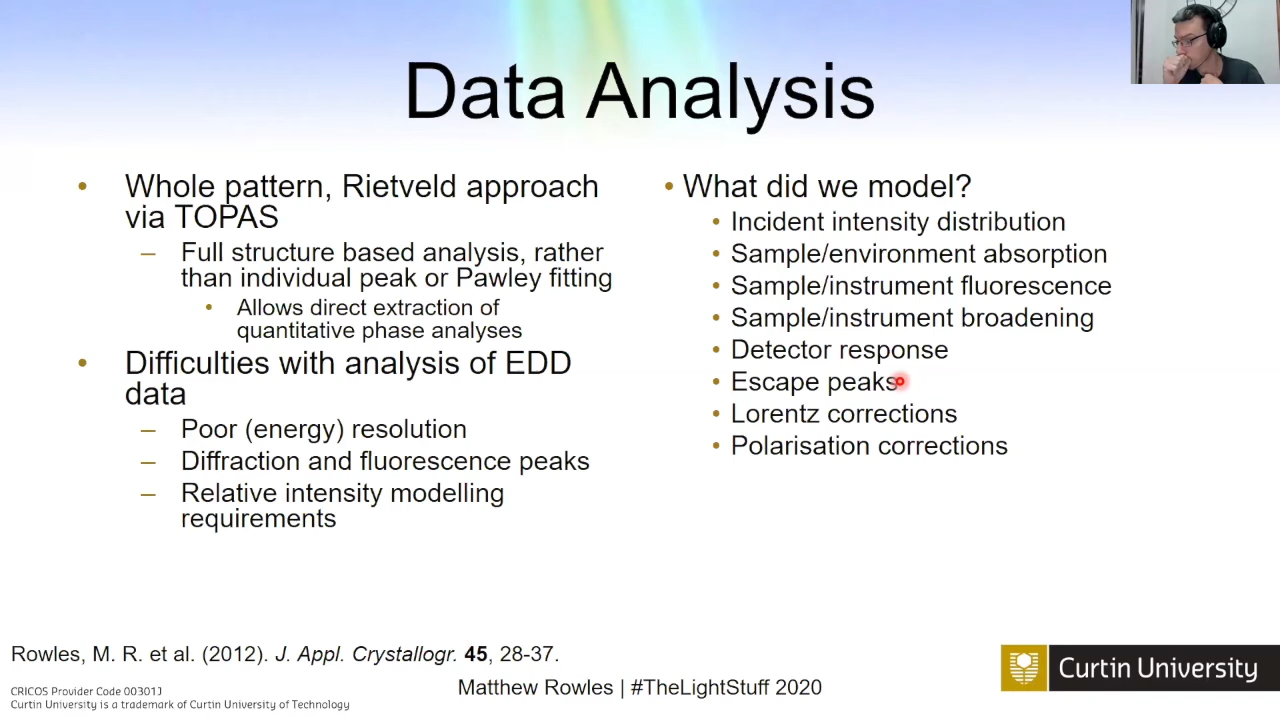 Data Analysis
• Whole pattern, Rietveld approach
via TOPAS
– Full structure based analysis, rather
than individual peak or Pawley fitting
• Allows direct extraction of
quantitative phase analyses
• Difficulties with analysis of EDD
data
– Poor (energy) resolution
– Diffraction and fluorescence peaks
– Relative intensity modelling
requirements
• What did we model?
• Incident intensity distribution
• Sample/environment absorption
• Sample/instrument fluorescence
• Sample/instrument broadening
• Detector response
• Escape peaks
• Lorentz corrections
• Polarisation corrections
Rowles, M. R. et al. (2012). J. Appl. Crystallogr. 45, 28-37.
CRICOS Provider Code 00301J
Curtin University is a trademark of Curtin University of Technology
Matthew Rowles | #TheLightStuff 2020
Curtin University